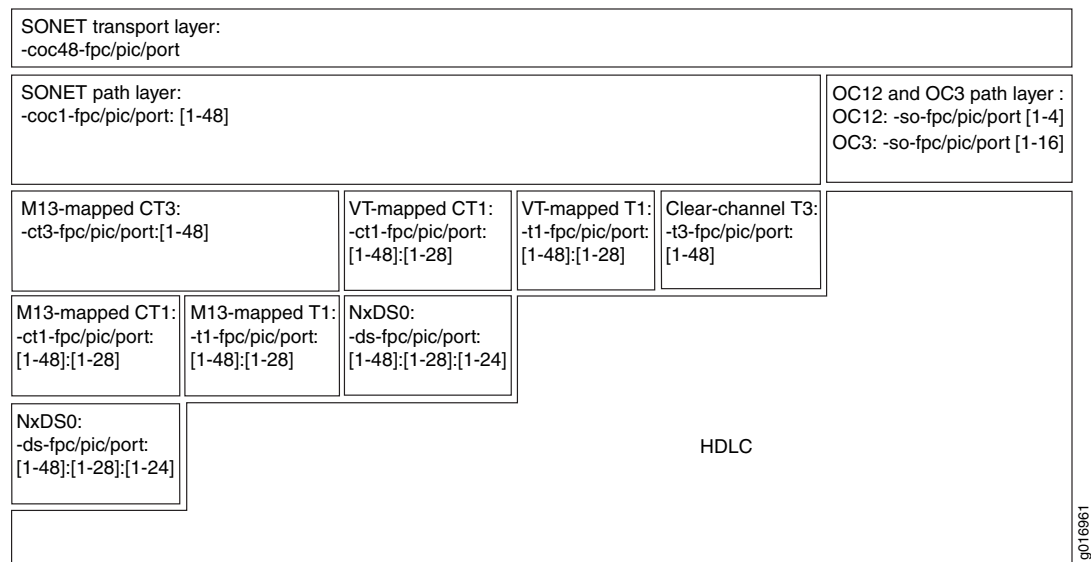 SONET transport layer:
-coc48-fpc/pic/port
SONET path layer:
-coc1-fpc/pic/port: [1-48]
OC12 and OC3 path layer :
OC12: -so-fpc/pic/port [1-4]
OC3: -so-fpc/pic/port [1-16]
M13-mapped CT3:
-ct3-fpc/pic/port:[1-48]
VT-mapped CT1:
-ct1-fpc/pic/port:
[1-48]:[1-28]
VT-mapped T1:
-t1-fpc/pic/port:
[1-48]:[1-28]
Clear-channel T3:
-t3-fpc/pic/port:
[1-48]
M13-mapped CT1:
-ct1-fpc/pic/port:
[1-48]:[1-28]
M13-mapped T1:
-t1-fpc/pic/port:
[1-48]:[1-28]
NxDS0:
-ds-fpc/pic/port:
[1-48]:[1-28]:[1-24]
NxDS0:
-ds-fpc/pic/port:
[1-48]:[1-28]:[1-24]
HDLC
g016961